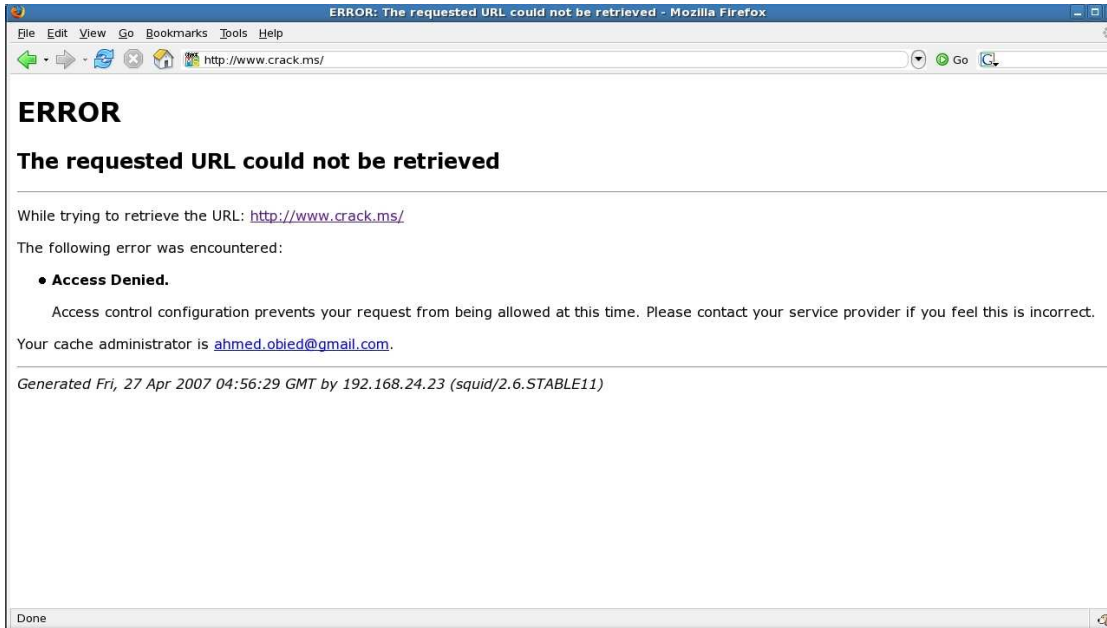 ERROR: The requested URL could not be retrieved - Mozilla Firefox
File Edit View Go Bookmarks Tools Help
http://www.crack.ms/ Go G
ERROR
The requested URL could not be retrieved
While trying to retrieve the URL: http://www.crack.ms/
The following error was encountered:
• Access Denied.
Access control configuration prevents your request from being allowed at this time. Please contact your service provider if you feel this is incorrect.
Your cache administrator is ahmed.obied@gmail.com.
Generated Fri, 27 Apr 2007 04:56:29 GMT by 192.168.24.23 (squid/2.6.STABLE11)
Done